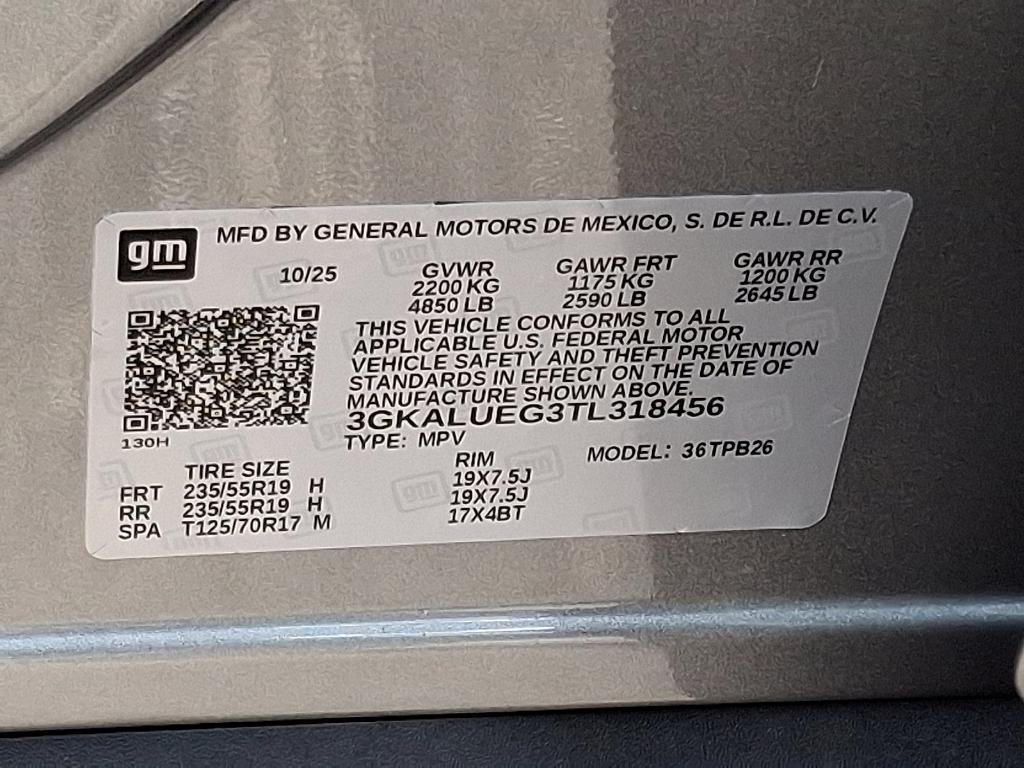 gm MFD BY GENERAL MOTORS DE MEXICO, S. DE R.L. DE C.V.
10/25 GVWR GAWR FRT GAWR RR
2200 KG 1175 KG 1200 KG
4850 LB 2590 LB 2645 LB
THIS VEHICLE CONFORMS TO ALL
APPLICABLE U.S. FEDERAL MOTOR
VEHICLE SAFETY AND THEFT PREVENTION
STANDARDS IN EFFECT ON THE DATE OF
MANUFACTURE SHOWN ABOVE.
3GKALUEG3TL318456
130H
TYPE: MPV MODEL: 36TPB26
TIRE SIZE RIM
FRT 235/55R19 H 19X7.5J
RR 235/55R19 H 19X7.5J
SPA T125/70R17 M 17X4BT